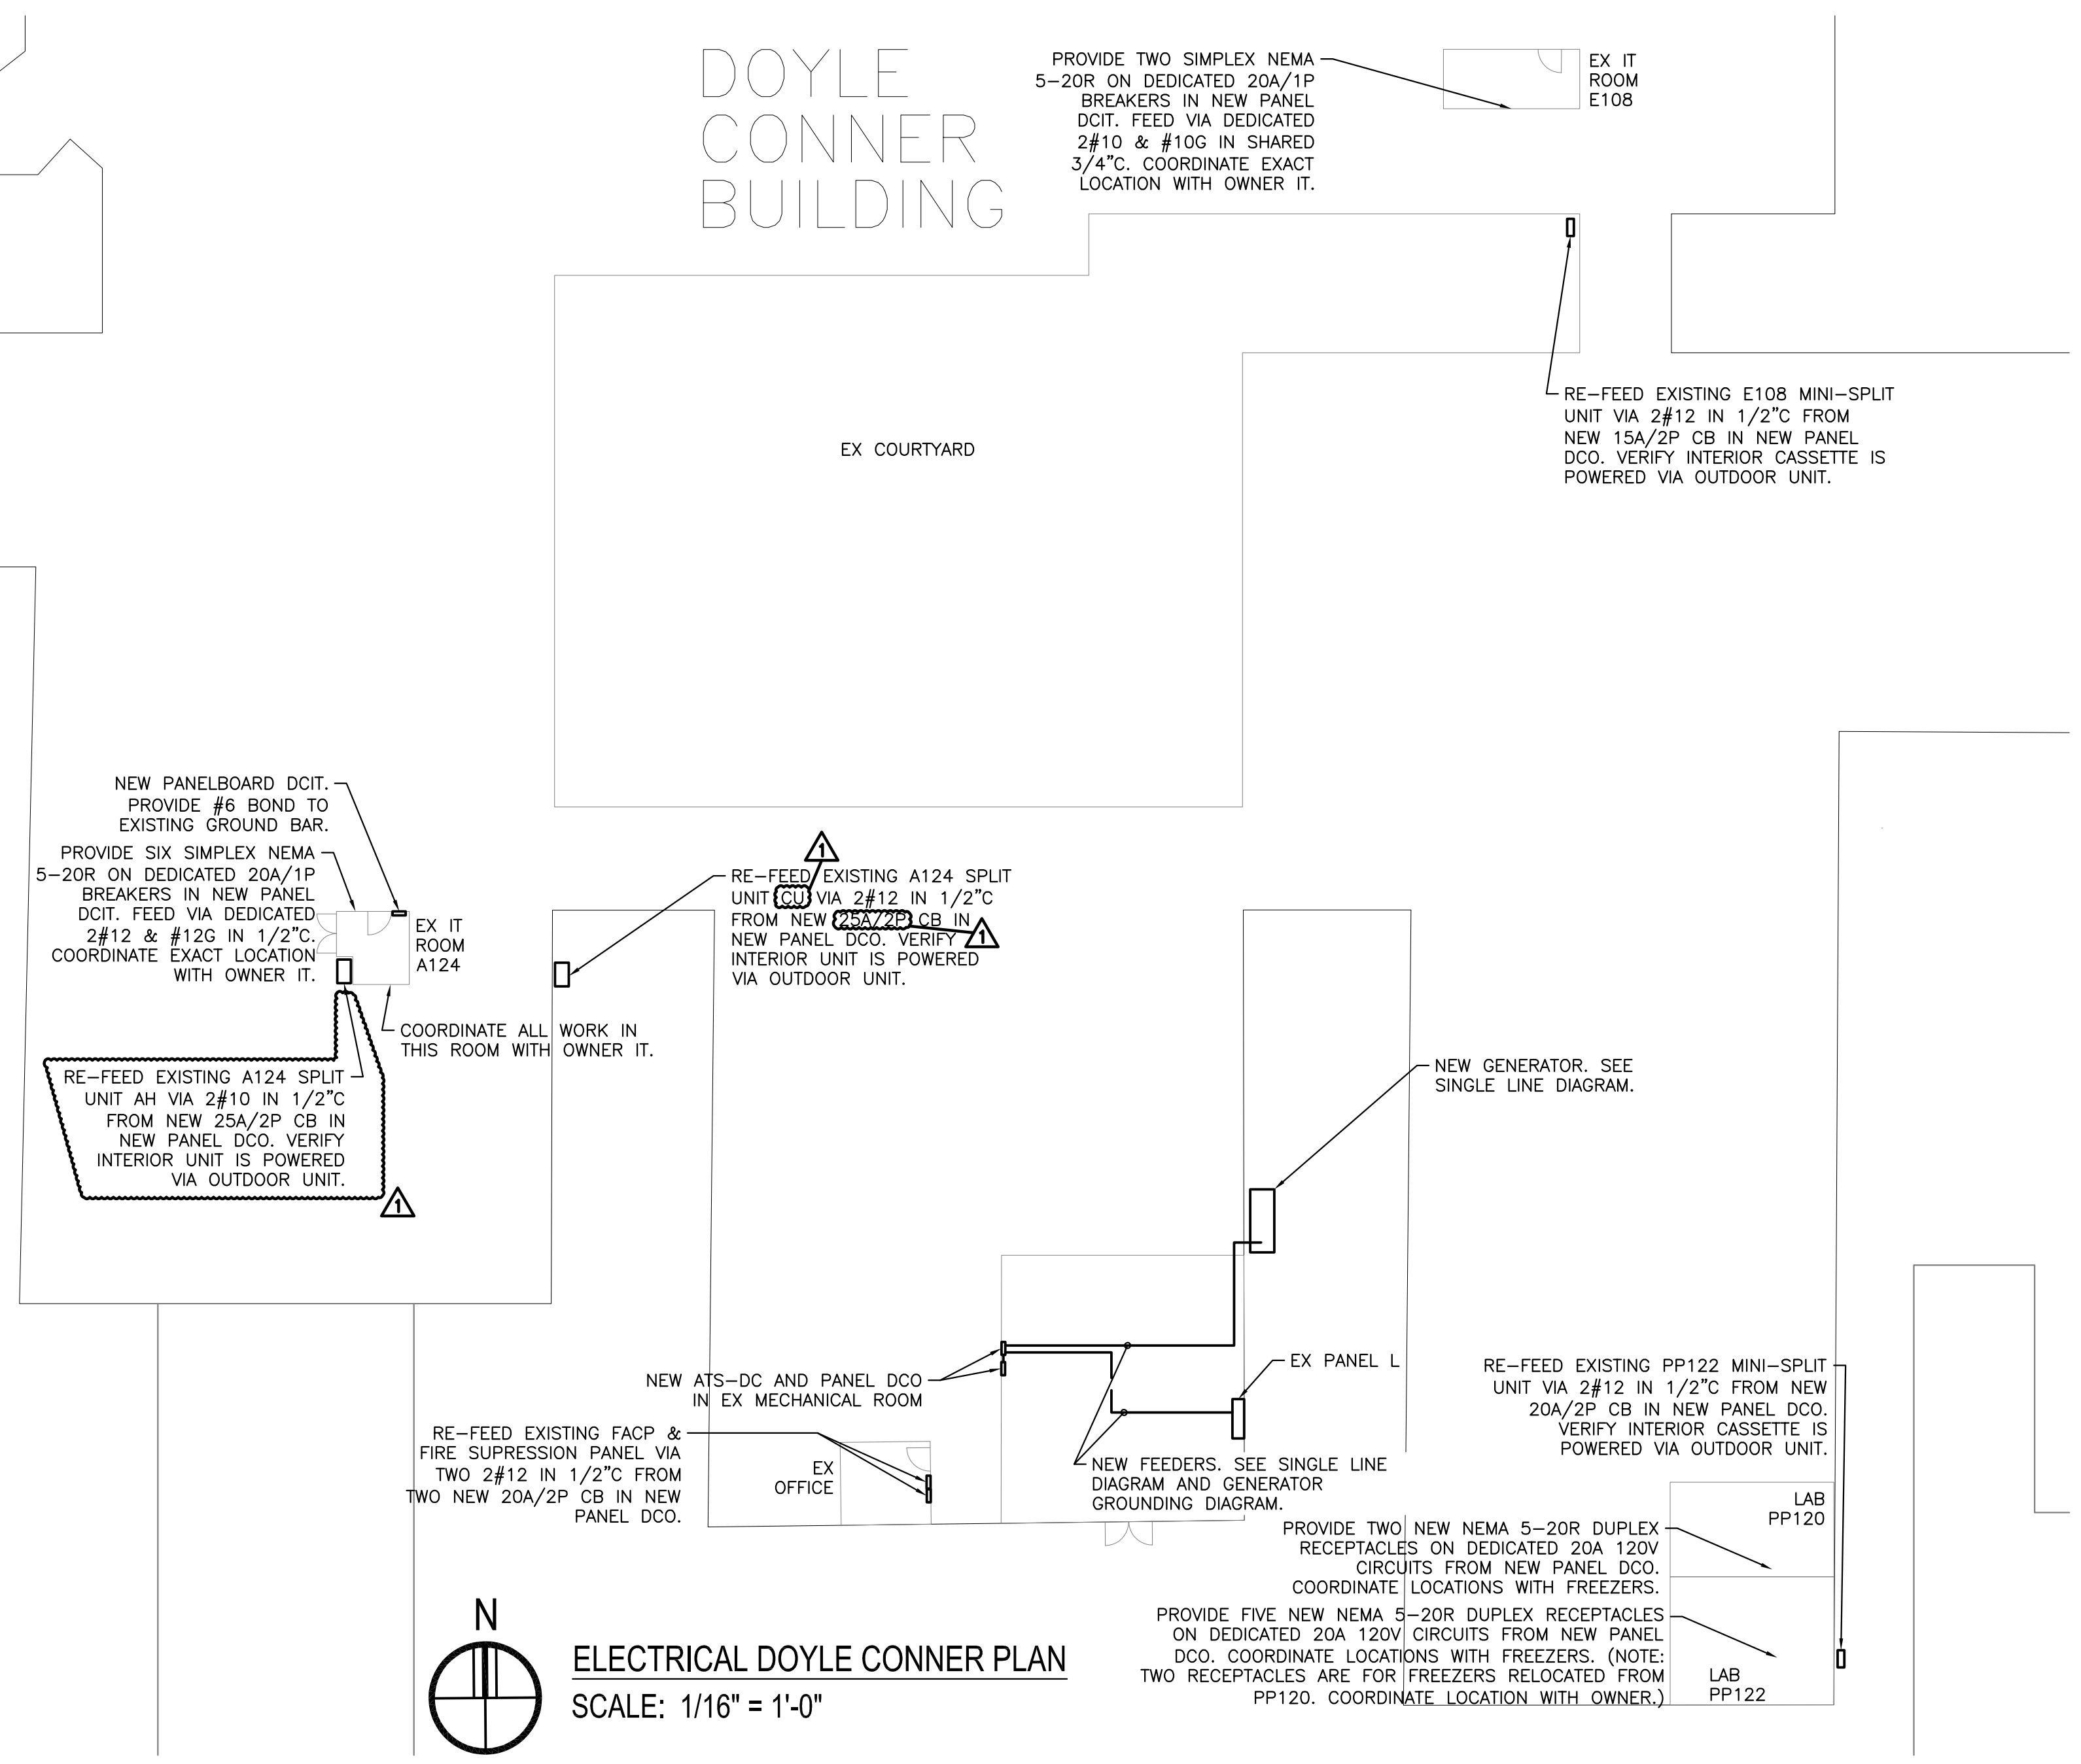 DOYLE
CONNER
BUILDING
PROVIDE TWO SIMPLEX NEMA
5-20R ON DEDICATED 20A/1P
BREAKERS IN NEW PANEL
DCIT. FEED VIA DEDICATED
2#10 & #10G IN SHARED
3/4"C. COORDINATE EXACT
LOCATION WITH OWNER IT.
EX IT
ROOM
E108
RE-FEED EXISTING E108 MINI-SPLIT
UNIT VIA 2#12 IN 1/2"C FROM
NEW 15A/2P CB IN NEW PANEL
DCO. VERIFY INTERIOR CASSETTE IS
POWERED VIA OUTDOOR UNIT.
EX COURTYARD
NEW PANELBOARD DCIT.
PROVIDE #6 BOND TO
EXISTING GROUND BAR.
PROVIDE SIX SIMPLEX NEMA
5-20R ON DEDICATED 20A/1P
BREAKERS IN NEW PANEL
DCIT. FEED VIA DEDICATED
2#12 & #12G IN 1/2"C.
COORDINATE EXACT LOCATION
WITH OWNER IT.
EX IT
ROOM
A124
1
RE-FEED EXISTING A124 SPLIT
UNIT CU VIA 2#12 IN 1/2"C
FROM NEW 25A/2P CB IN
NEW PANEL DCO. VERIFY
INTERIOR UNIT IS POWERED
VIA OUTDOOR UNIT.
1
COORDINATE ALL WORK IN
THIS ROOM WITH OWNER IT.
RE-FEED EXISTING A124 SPLIT
UNIT AH VIA 2#10 IN 1/2"C
FROM NEW 25A/2P CB IN
NEW PANEL DCO. VERIFY
INTERIOR UNIT IS POWERED
VIA OUTDOOR UNIT.
1
NEW GENERATOR. SEE
SINGLE LINE DIAGRAM.
NEW ATS-DC AND PANEL DCO
IN EX MECHANICAL ROOM
EX PANEL L
RE-FEED EXISTING FACP &
FIRE SUPRESSION PANEL VIA
TWO 2#12 IN 1/2"C FROM
TWO NEW 20A/2P CB IN NEW
PANEL DCO.
EX
OFFICE
NEW FEEDERS. SEE SINGLE LINE
DIAGRAM AND GENERATOR
GROUNDING DIAGRAM.
RE-FEED EXISTING PP122 MINI-SPLIT
UNIT VIA 2#12 IN 1/2"C FROM NEW
20A/2P CB IN NEW PANEL DCO.
VERIFY INTERIOR CASSETTE IS
POWERED VIA OUTDOOR UNIT.
LAB
PP120
PROVIDE TWO NEW NEMA 5-20R DUPLEX
RECEPTACLES ON DEDICATED 20A 120V
CIRCUITS FROM NEW PANEL DCO.
COORDINATE LOCATIONS WITH FREEZERS.
PROVIDE FIVE NEW NEMA 5-20R DUPLEX RECEPTACLES
ON DEDICATED 20A 120V CIRCUITS FROM NEW PANEL
DCO. COORDINATE LOCATIONS WITH FREEZERS. (NOTE:
TWO RECEPTACLES ARE FOR FREEZERS RELOCATED FROM
PP120. COORDINATE LOCATION WITH OWNER.)
LAB
PP122
N
ELECTRICAL DOYLE CONNER PLAN
SCALE: 1/16" = 1'-0"